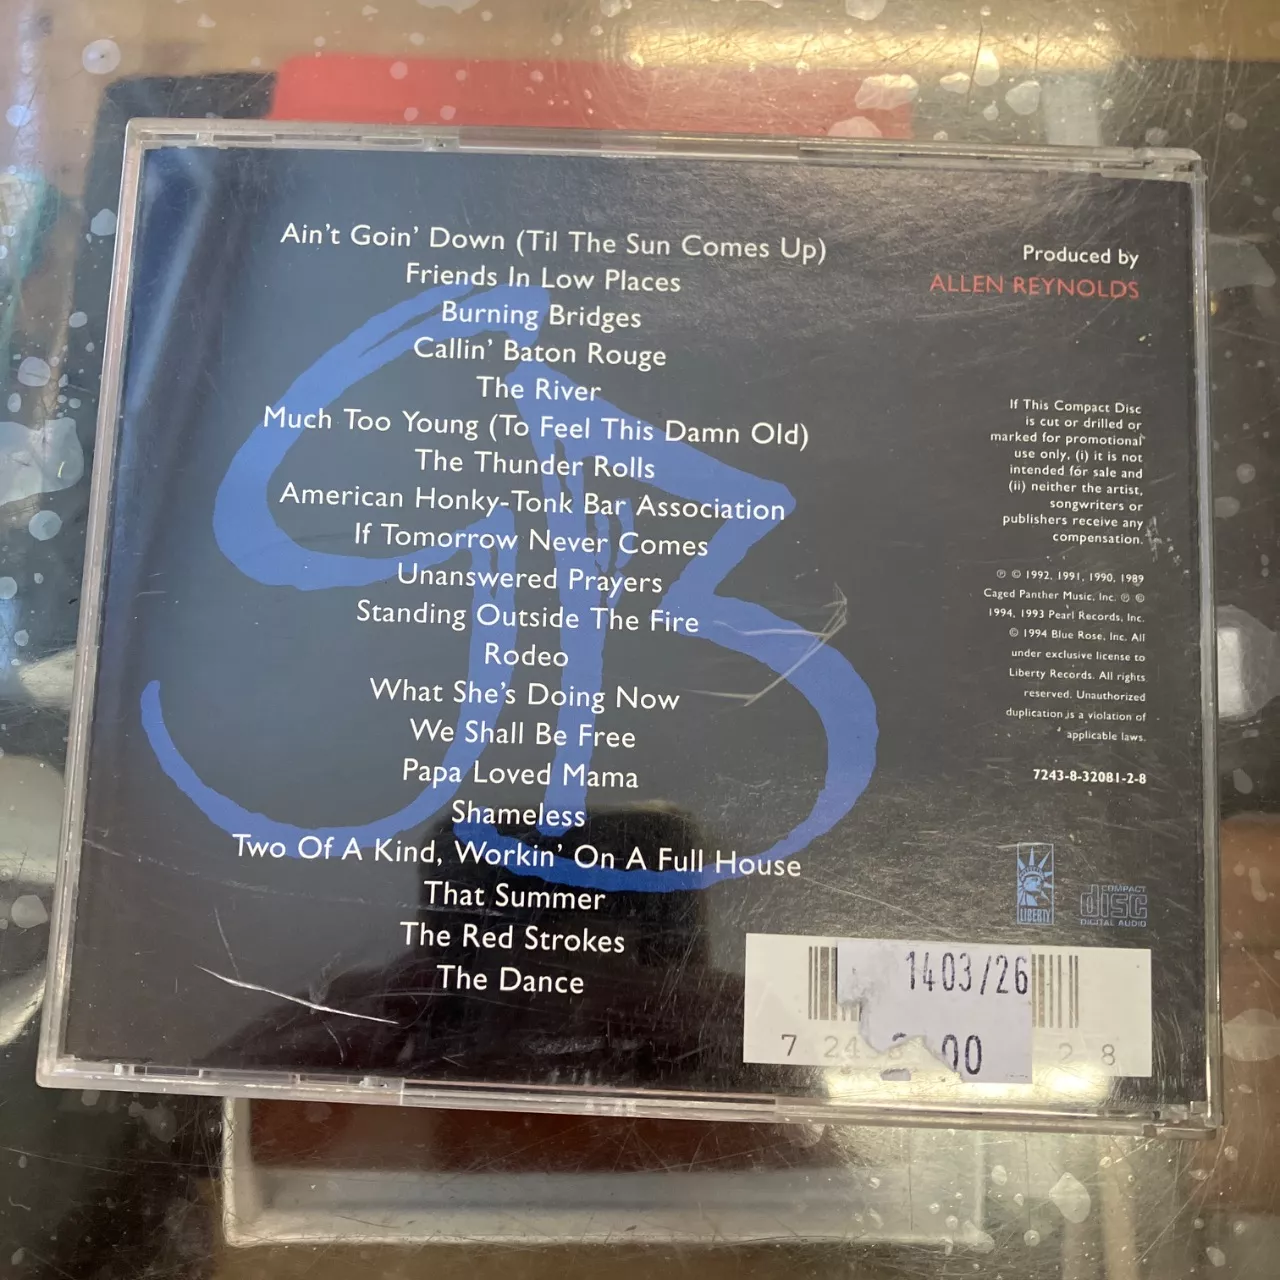 Ain't Goin' Down (Til The Sun Comes Up)
Friends In Low Places
Burning Bridges
Callin' Baton Rouge
The River
Much Too Young (To Feel This Damn Old)
The Thunder Rolls
American Honky-Tonk Bar Association
If Tomorrow Never Comes
Unanswered Prayers
Standing Outside The Fire
Rodeo
What She's Doing Now
We Shall Be Free
Papa Loved Mama
Shameless
Two Of A Kind, Workin' On A Full House
That Summer
The Red Strokes
The Dance
GB
Produced by
ALLEN REYNOLDS
If This Compact Disc
is cut or drilled or
marked for promotional
use only, (i) it is not
intended for sale and
(ii) neither the artist,
songwriters or
publishers receive any
compensation.
℗ © 1992, 1991, 1990, 1989
Caged Panther Music, Inc. ℗ ©
1994, 1993 Pearl Records, Inc.
© 1994 Blue Rose, Inc. All
under exclusive license to
Liberty Records. All rights
reserved. Unauthorized
duplication is a violation of
applicable laws.
7243-8-32081-2-8
LIBERTY
COMPACT
disc
DIGITAL AUDIO
1403/26
00
7 24 2 8